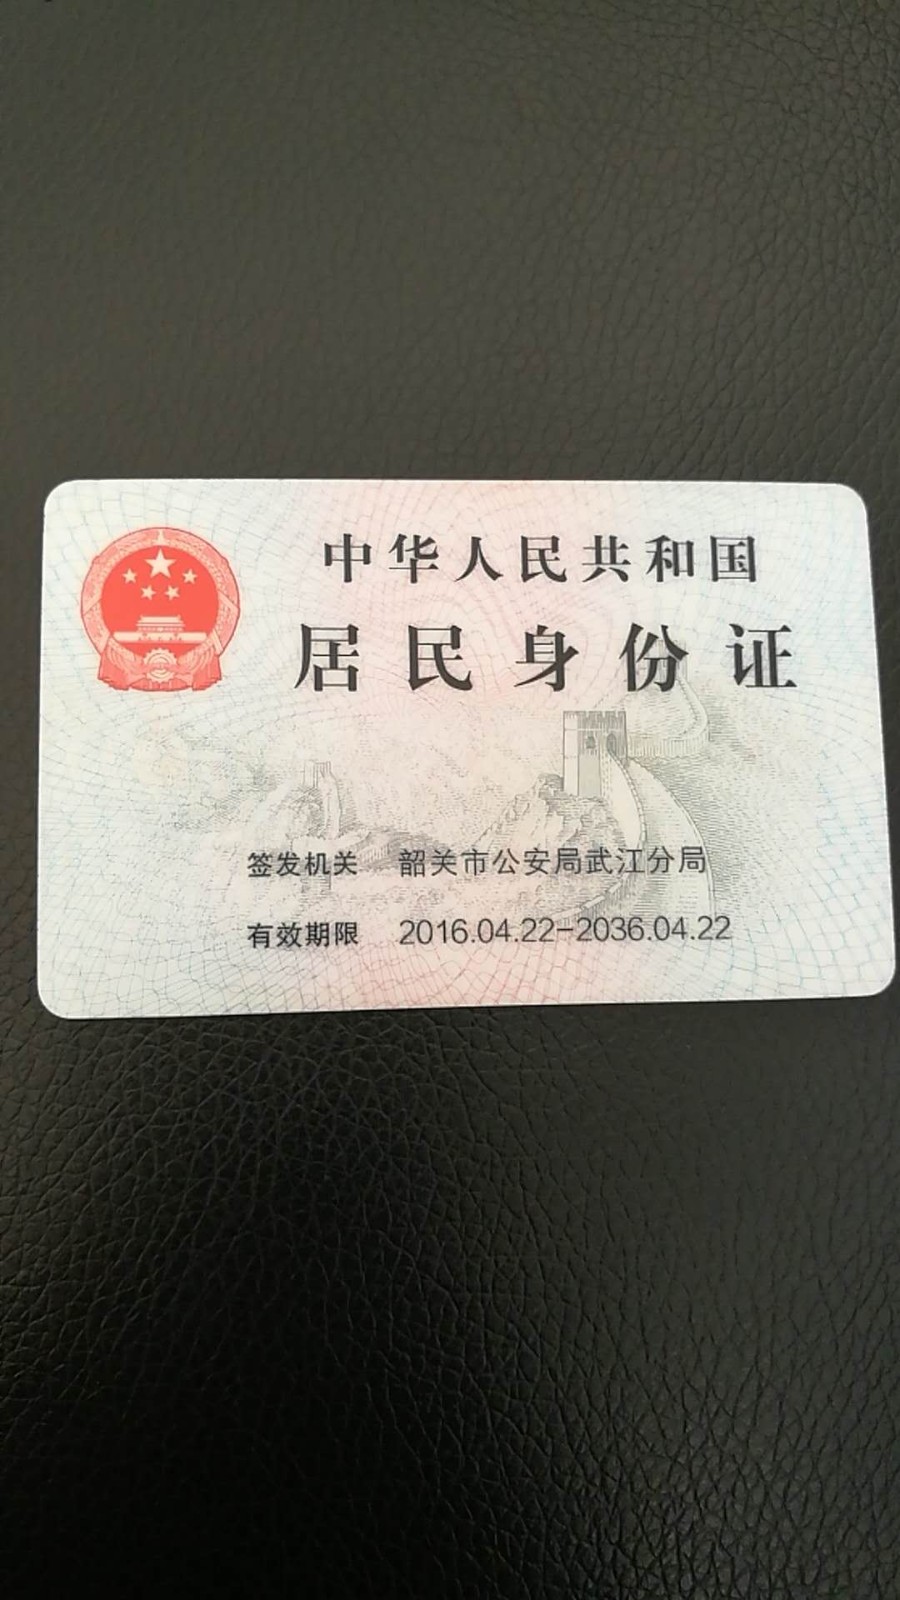 中华人民共和国
居民身份证
签发机关 韶关市公安局武江分局
有效期限 2016.04.22-2036.04.22